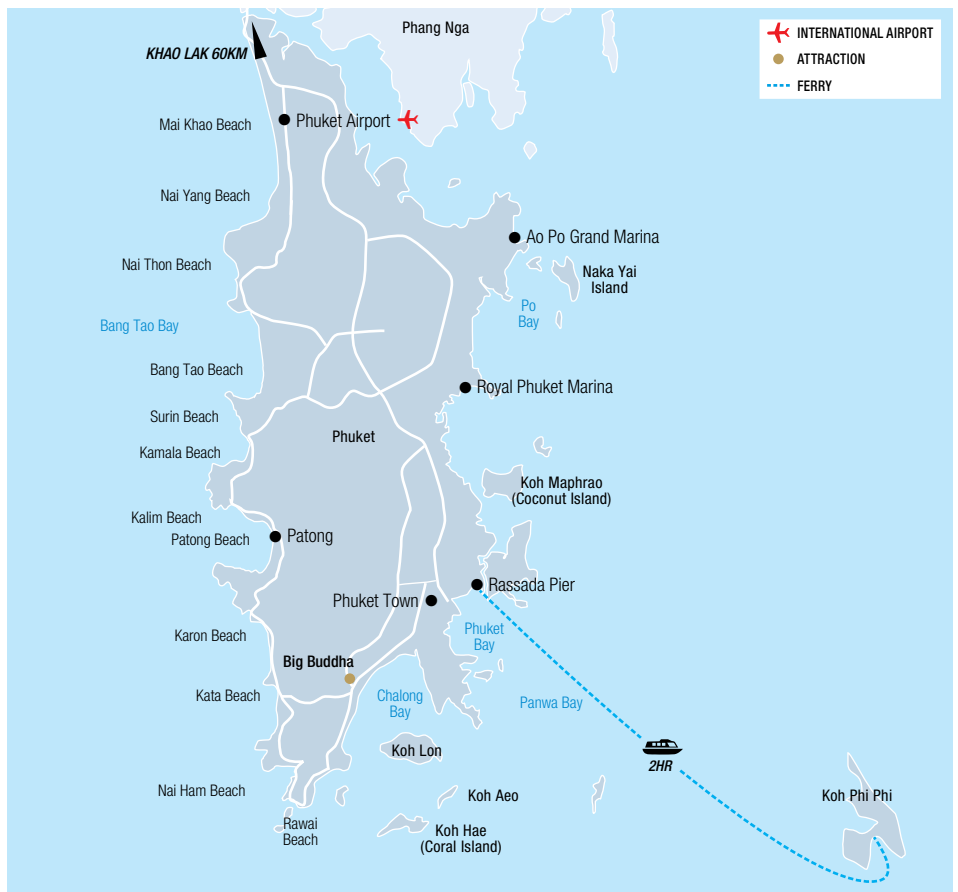 Phang Nga
INTERNATIONAL AIRPORT
ATTRACTION
FERRY
KHAO LAK 60KM
Mai Khao Beach
Phuket Airport
Nai Yang Beach
Ao Po Grand Marina
Nai Thon Beach
Naka Yai
Island
Po
Bay
Bang Tao Bay
Bang Tao Beach
Royal Phuket Marina
Surin Beach
Phuket
Kamala Beach
Koh Maphrao
(Coconut Island)
Kalim Beach
Patong Beach
Patong
Rassada Pier
Phuket Town
Phuket
Bay
Karon Beach
Big Buddha
Kata Beach
Chalong
Bay
Panwa Bay
Koh Lon
2HR
Nai Ham Beach
Koh Aeo
Koh Phi Phi
Rawai
Beach
Koh Hae
(Coral Island)